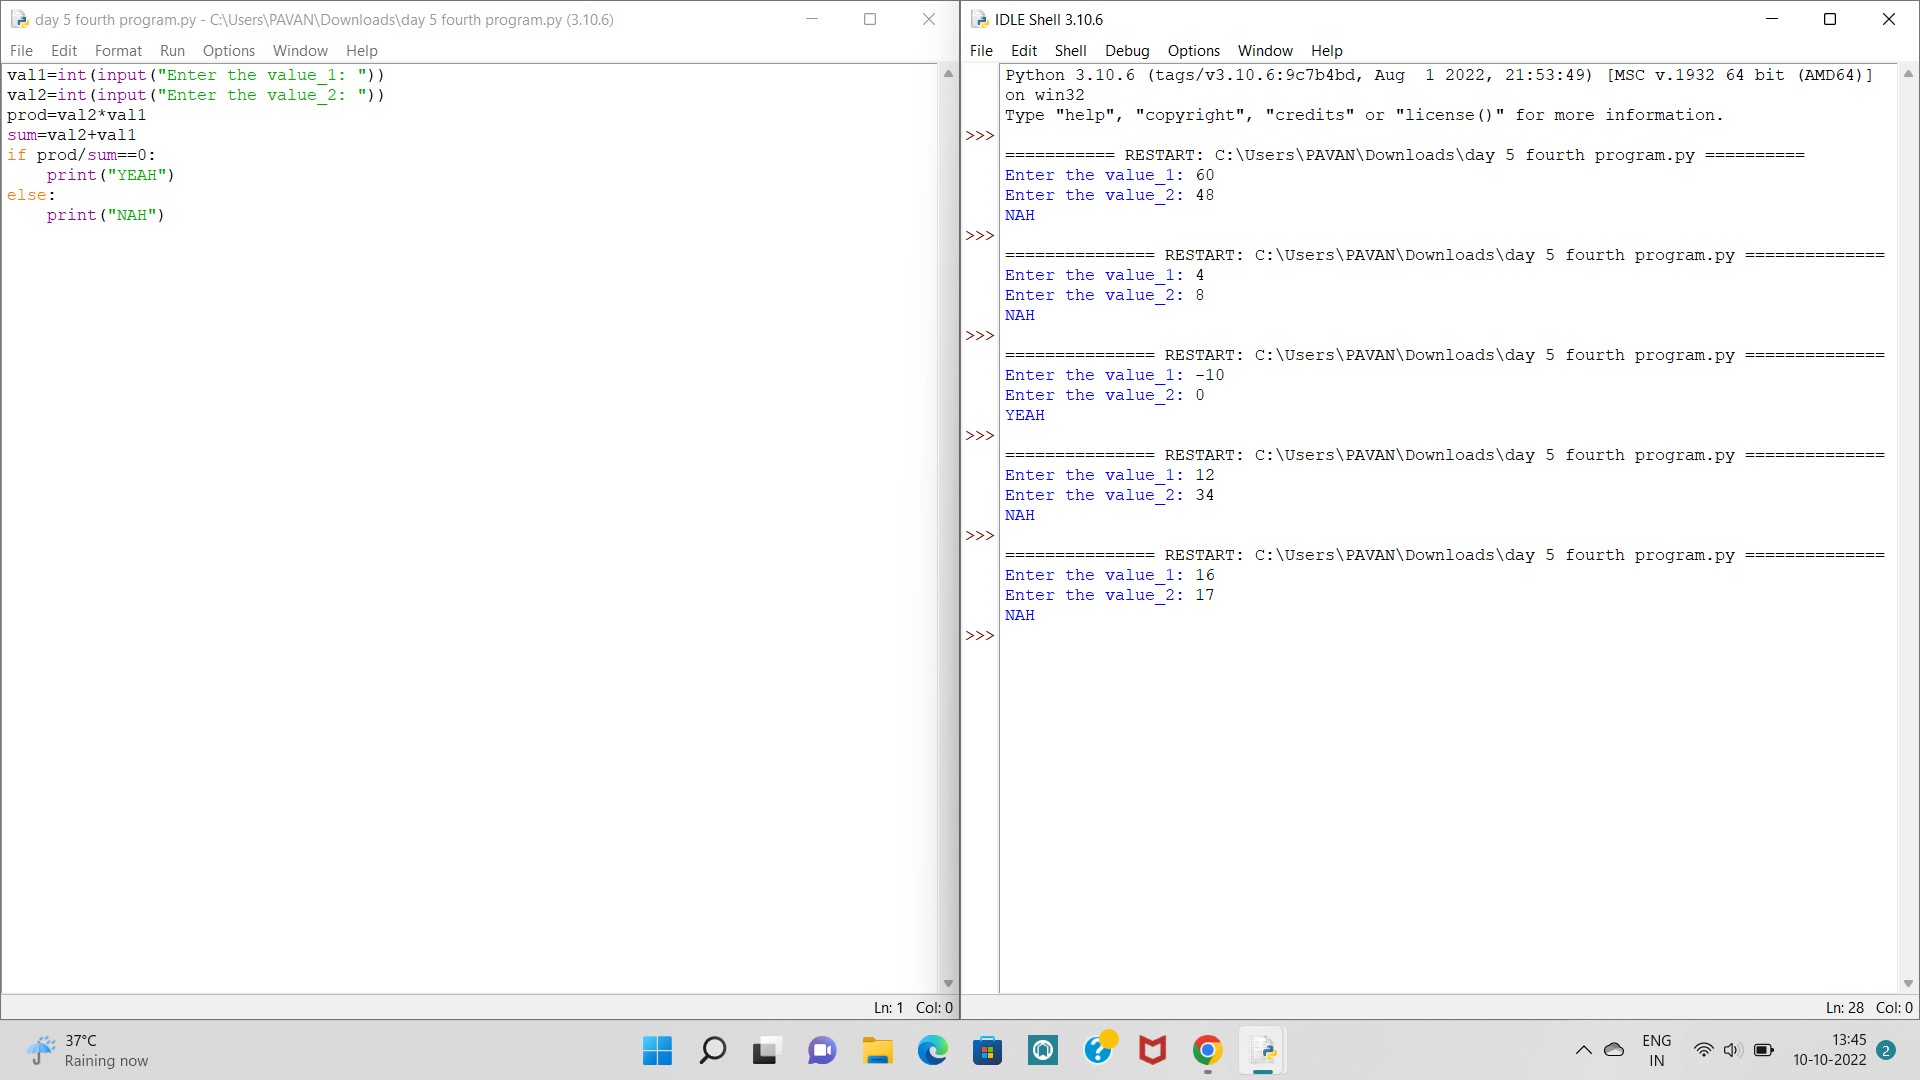 day 5 fourth program.py - C:\Users\PAVAN\Downloads\day 5 fourth program.py (3.10.6)
File Edit Format Run Options Window Help
val1=int(input("Enter the value_1: "))
val2=int(input("Enter the value_2: "))
prod=val2*val1
sum=val2+val1
if prod/sum==0:
    print("YEAH")
else:
    print("NAH")
Ln: 1 Col: 0
IDLE Shell 3.10.6
File Edit Shell Debug Options Window Help
Python 3.10.6 (tags/v3.10.6:9c7b4bd, Aug  1 2022, 21:53:49) [MSC v.1932 64 bit (AMD64)]
on win32
Type "help", "copyright", "credits" or "license()" for more information.
>>>
=========== RESTART: C:\Users\PAVAN\Downloads\day 5 fourth program.py ==========
Enter the value_1: 60
Enter the value_2: 48
NAH
>>>
=============== RESTART: C:\Users\PAVAN\Downloads\day 5 fourth program.py ==============
Enter the value_1: 4
Enter the value_2: 8
NAH
>>>
=============== RESTART: C:\Users\PAVAN\Downloads\day 5 fourth program.py ==============
Enter the value_1: -10
Enter the value_2: 0
YEAH
>>>
=============== RESTART: C:\Users\PAVAN\Downloads\day 5 fourth program.py ==============
Enter the value_1: 12
Enter the value_2: 34
NAH
>>>
=============== RESTART: C:\Users\PAVAN\Downloads\day 5 fourth program.py ==============
Enter the value_1: 16
Enter the value_2: 17
NAH
>>>
Ln: 28 Col: 0
37°C
Raining now
ENG
IN
13:45
10-10-2022
2